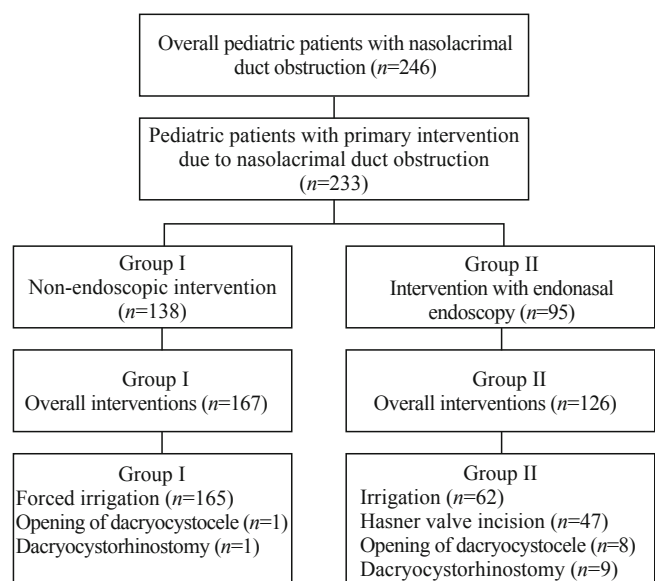 Overall pediatric patients with nasolacrimal
duct obstruction (n=246)
Pediatric patients with primary intervention
due to nasolacrimal duct obstruction
(n=233)
Group I
Non-endoscopic intervention
(n=138)
Group II
Intervention with endonasal
endoscopy (n=95)
Group I
Overall interventions (n=167)
Group II
Overall interventions (n=126)
Group I
Forced irrigation (n=165)
Opening of dacryocystocele (n=1)
Dacryocystorhinostomy (n=1)
Group II
Irrigation (n=62)
Hasner valve incision (n=47)
Opening of dacryocystocele (n=8)
Dacryocystorhinostomy (n=9)